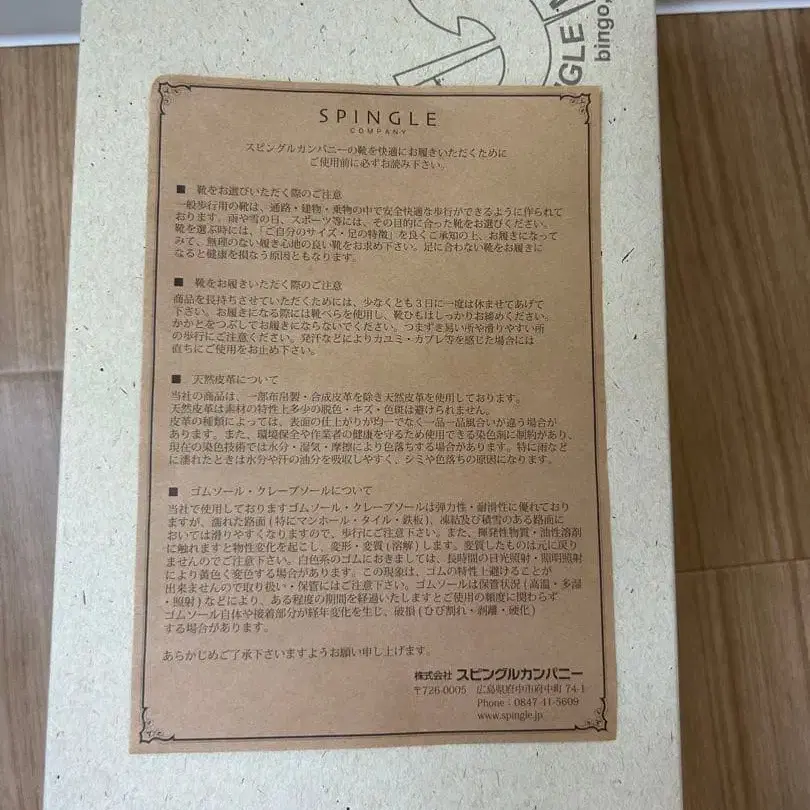 bingo,
SPINGLE
COMPANY
スピングルカンパニーの靴を快適にお履きいただくために
ご使用前に必ずお読み下さい。
■ 靴をお選びいただく際のご注意
一般歩行用の靴は、通路・建物・乗物の中で安全快適な歩行ができるように作られて
おります。雨や雪の日、スポーツ等には、その目的に合った靴をお選びください。
靴を選ぶ時には、「ご自分のサイズ・足の特徴」を良くご承知の上、お履きになって
みて、無理のない履き心地の良い靴をお求め下さい。足に合わない靴をお履きに
なると健康を損なう原因ともなります。
■ 靴をお履きいただく際のご注意
商品を長持ちさせていただくためには、少なくとも3日に一度は休ませてあげて
下さい。お履きになる際には靴べらを使用し、靴ひもはしっかりお締めください。
かかとをつぶしてお履きにならないでください。つまずき易い所や滑りやすい所
の歩行にご注意ください。発汗などによりカユミ・カブレ等を感じた場合には
直ちにご使用をお止め下さい。
■ 天然皮革について
当社の商品は、一部布帛製・合成皮革を除き天然皮革を使用しております。
天然皮革は素材の特性上多少の脱色・キズ・色斑は避けられません。
皮革の種類によっては、表面の仕上がりが均一でなく一品一品風合いが違う場合が
あります。また、環境保全や作業者の健康を守るため使用できる染色剤に制約があり、
現在の染色技術では水分・湿気・摩擦により色落ちする場合があります。特に雨など
に濡れたときは水分や汗の油分を吸収しやすく、シミや色落ちの原因になります。
■ ゴムソール・クレープソールについて
当社で使用しておりますゴムソール・クレープソールは弾力性・耐滑性に優れており
ますが、濡れた路面(特にマンホール・タイル・鉄板)、凍結及び積雪のある路面に
おいては滑りやすくなりますので、歩行にご注意下さい。また、揮発性物質・油性溶剤
に触れますと物性変化を起こし、変形・変質(溶解)します。変質したものは元に戻り
ませんのでご注意下さい。白色系のゴムにおきましては、長時間の日光照射・照明照射
により黄色く変色する場合があります。この現象は、ゴムの特性上避けることが
出来ませんので取り扱い・保管にはご注意下さい。ゴムソールは保管状況(高温・多湿
・照射)などにより、ある程度の期間を経過いたしますとご使用の頻度に関わらず
ゴムソール自体や接着部分が経年変化を生じ、破損(ひび割れ・剥離・硬化)
する場合があります。
あらかじめご了承下さいますようお願い申し上げます。
株式会社 スピングルカンパニー
〒726-0005 広島県府中市府中町 74-1
Phone：0847-41-5609
www.spingle.jp